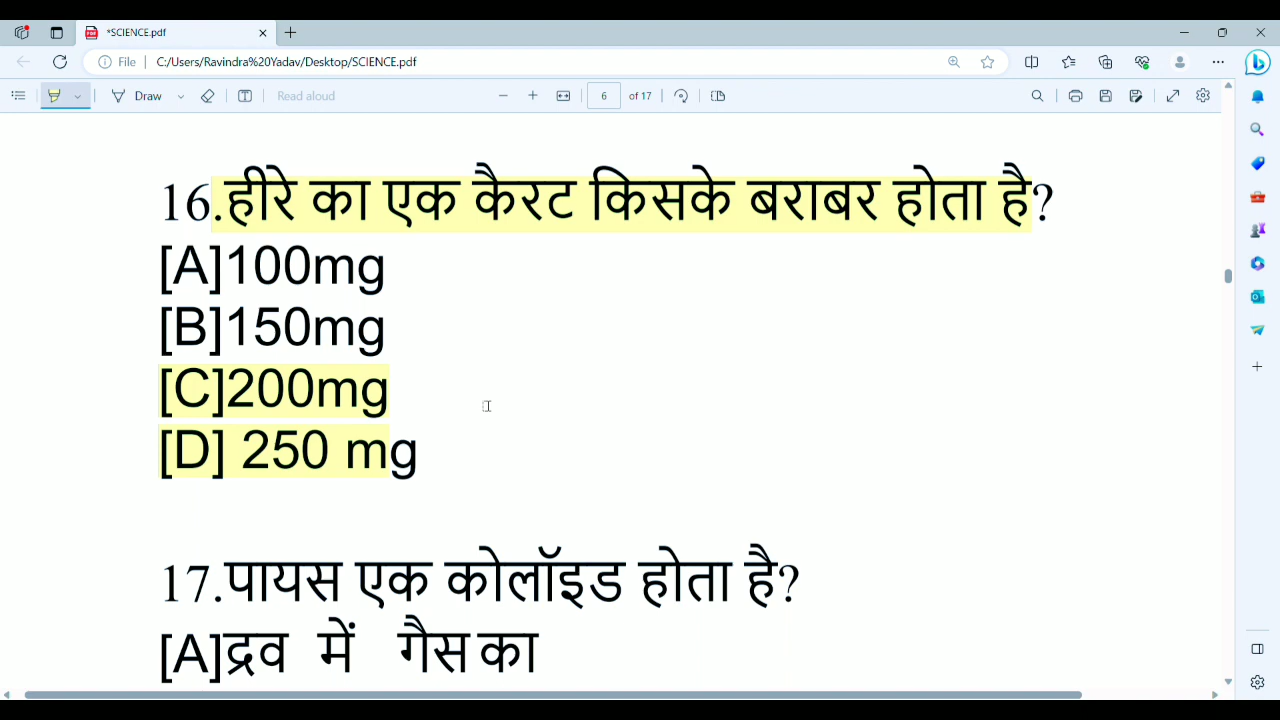 *SCIENCE.pdf
File | C:/Users/Ravindra%20Yadav/Desktop/SCIENCE.pdf
Draw Read aloud 6 of 17
16.हीरे का एक कैरट किसके बराबर होता है?
[A]100mg
[B]150mg
[C]200mg
[D] 250 mg
17.पायस एक कोलॉइड होता है?
[A]द्रव में गैस का